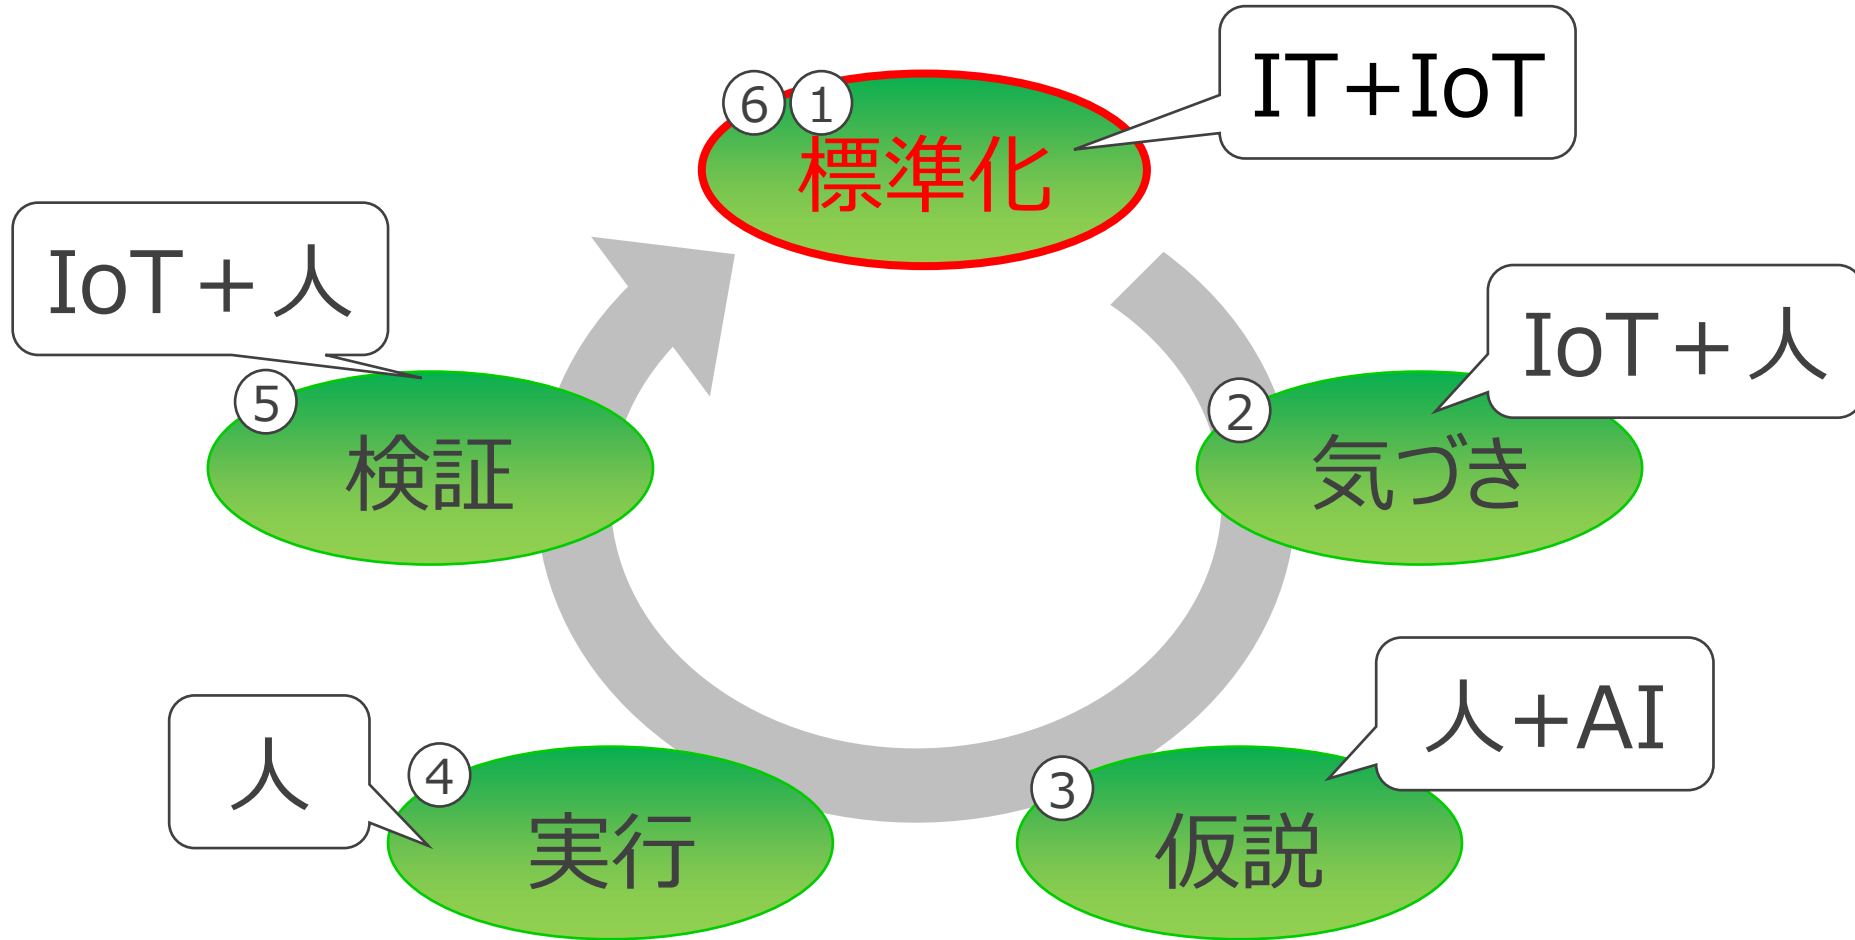 IT+IoT
⑥①
標準化
IoT+人
IoT+人
⑤
検証
②
気づき
人+AI
人
④
実行
③
仮説